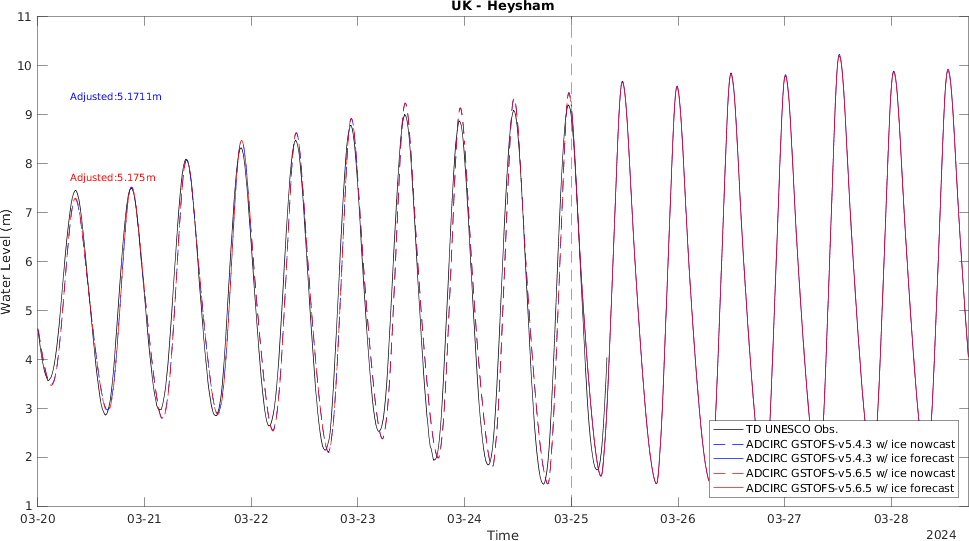 UK - Heysham
11
10
9
8
7
6
5
4
3
2
1
Water Level (m)
Adjusted:5.1711m
Adjusted:5.175m
TD UNESCO Obs.
ADCIRC GSTOFS-v5.4.3 w/ ice nowcast
ADCIRC GSTOFS-v5.4.3 w/ ice forecast
ADCIRC GSTOFS-v5.6.5 w/ ice nowcast
ADCIRC GSTOFS-v5.6.5 w/ ice forecast
03-20 03-21 03-22 03-23 03-24 03-25 03-26 03-27 03-28
Time
2024